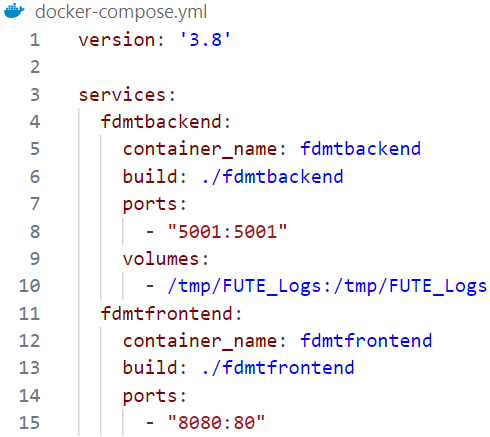 docker-compose.yml
1 version: '3.8'
2
3 services:
4 fdmtbackend:
5 container_name: fdmtbackend
6 build: ./fdmtbackend
7 ports:
8 - "5001:5001"
9 volumes:
10 - /tmp/FUTE_Logs:/tmp/FUTE_Logs
11 fdmtfrontend:
12 container_name: fdmtfrontend
13 build: ./fdmtfrontend
14 ports:
15 - "8080:80"